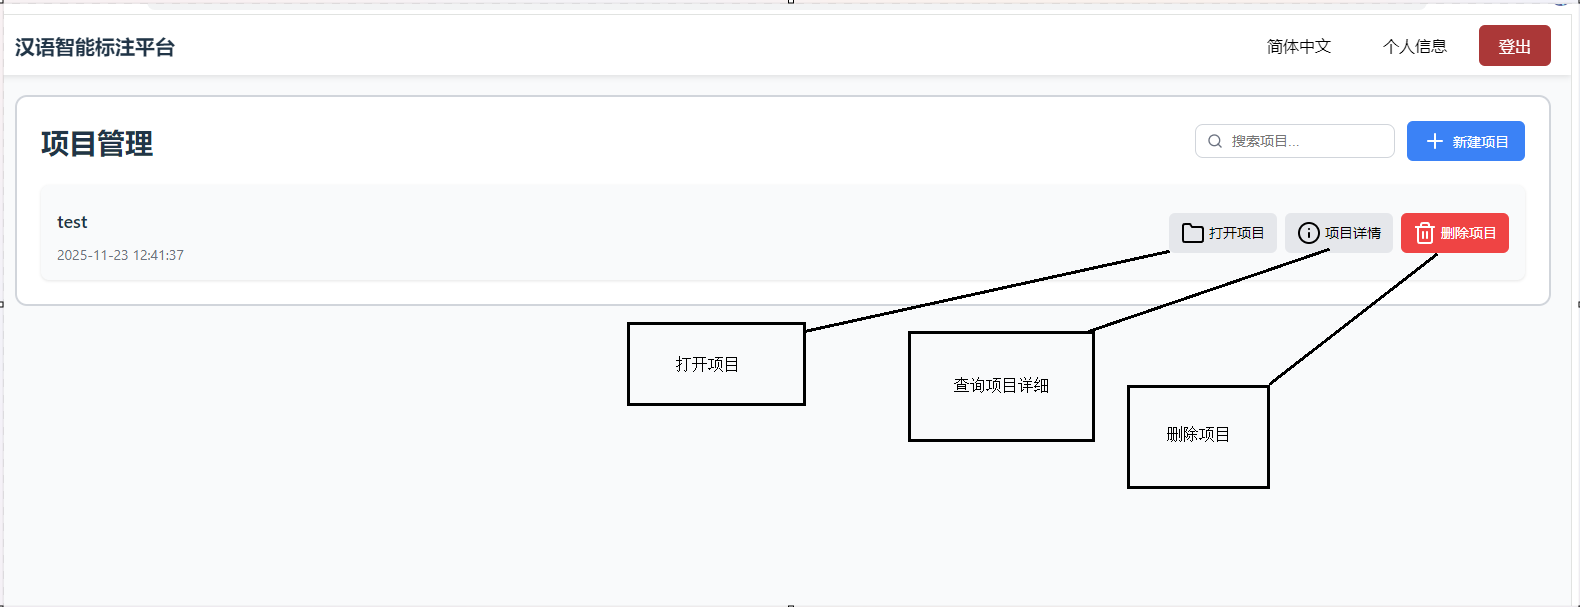 汉语智能标注平台
简体中文
个人信息
登出
项目管理
搜索项目...
新建项目
test
2025-11-23 12:41:37
打开项目
项目详情
删除项目
打开项目
查询项目详细
删除项目